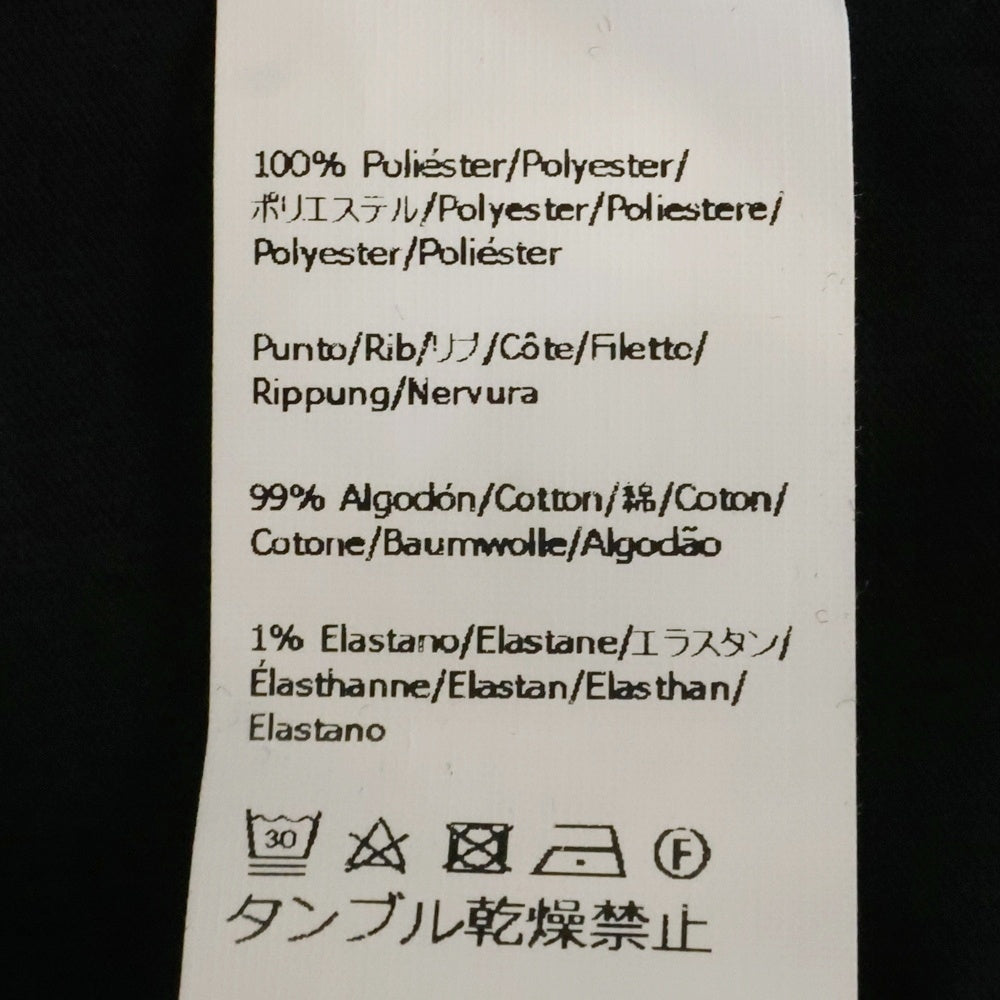 100% Poliéster/Polyester/
ポリエステル/Polyester/Poliestere/
Polyester/Poliéster
Punto/Rib/リブ/Côte/Filetto/
Rippung/Nervura
99% Algodón/Cotton/綿/Coton/
Cotone/Baumwolle/Algodão
1% Elastano/Elastane/エラスタン/
Élasthanne/Elastan/Elasthan/
Elastano
30 F
タンブル乾燥禁止